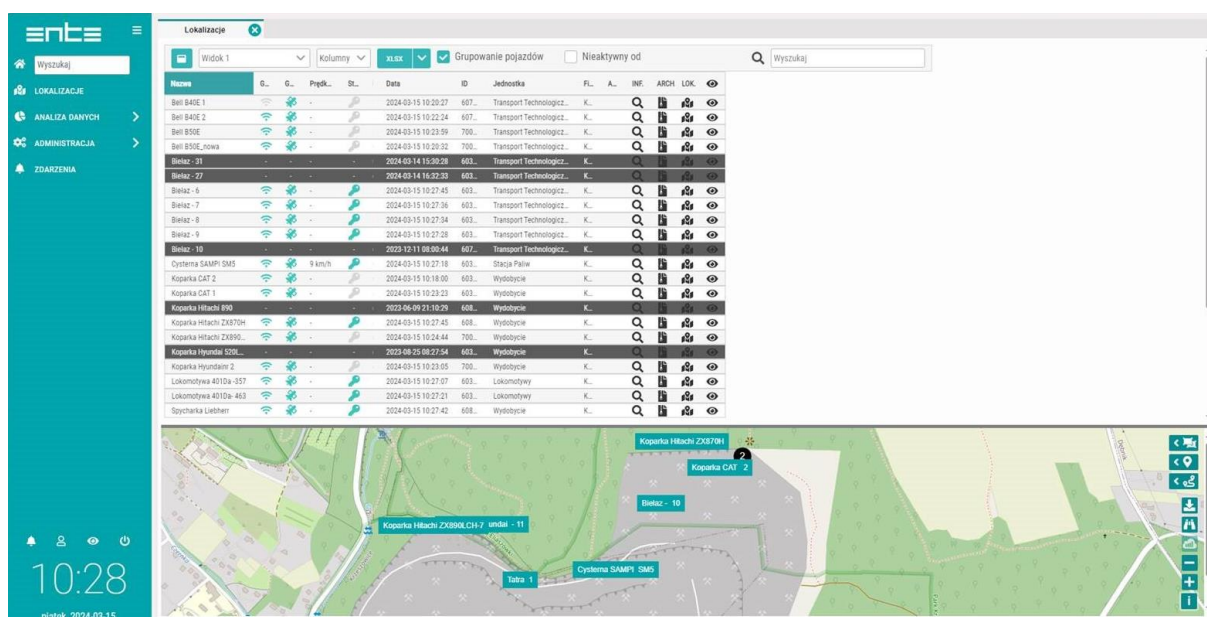 ente
Wyszukaj
LOKALIZACJE
ANALIZA DANYCH
ADMINISTRACJA
ZDARZENIA
10:28
piątek, 2024-03-15
Lokalizacje
Widok 1 Kolumny XLSX Grupowanie pojazdów Nieaktywny od Wyszukaj
Nazwa G... G... Prędk... St... Data ID Jednostka Fi... A... INF. ARCH LOK.
Bell B40E 1 - 2024-03-15 10:20:27 607... Transport Technologicz... K...
Bell B40E 2 - 2024-03-15 10:22:24 607... Transport Technologicz... K...
Bell B50E - 2024-03-15 10:23:59 700... Transport Technologicz... K...
Bell B50E_nowa - 2024-03-15 10:20:32 700... Transport Technologicz... K...
Biełaz - 31 - - - - 2024-03-14 15:30:28 603... Transport Technologicz... K...
Biełaz - 27 - - - - 2024-03-14 16:32:33 603... Transport Technologicz... K...
Biełaz - 6 - 2024-03-15 10:27:45 603... Transport Technologicz... K...
Biełaz - 7 - 2024-03-15 10:27:36 603... Transport Technologicz... K...
Biełaz - 8 - 2024-03-15 10:27:34 603... Transport Technologicz... K...
Biełaz - 9 - 2024-03-15 10:27:28 603... Transport Technologicz... K...
Biełaz - 10 - - - - 2023-12-11 08:00:44 607... Transport Technologicz... K...
Cysterna SAMPI SM5 9 km/h 2024-03-15 10:27:18 603... Stacja Paliw K...
Koparka CAT 2 - 2024-03-15 10:18:00 603... Wydobycie K...
Koparka CAT 1 - 2024-03-15 10:23:23 603... Wydobycie K...
Koparka Hitachi 890 - - - - 2023-06-09 21:10:29 608... Wydobycie K...
Koparka Hitachi ZX870H - 2024-03-15 10:27:45 608... Wydobycie K...
Koparka Hitachi ZX890... - 2024-03-15 10:24:44 700... Wydobycie K...
Koparka Hyundai 520L... - - - - 2023-08-25 08:27:54 603... Wydobycie K...
Koparka Hyundainr 2 - 2024-03-15 10:23:05 700... Wydobycie K...
Lokomotywa 401Da -357 - 2024-03-15 10:27:07 603... Lokomotywy K...
Lokomotywa 401Da- 463 - 2024-03-15 10:27:21 603... Lokomotywy K...
Spycharka Liebherr - 2024-03-15 10:27:42 608... Wydobycie K...
Koparka Hitachi ZX870H
2
Koparka CAT 2
Biełaz - 10
Koparka Hitachi ZX890LCH-7 undai - 11
Cysterna SAMPI SM5
Tatra 1